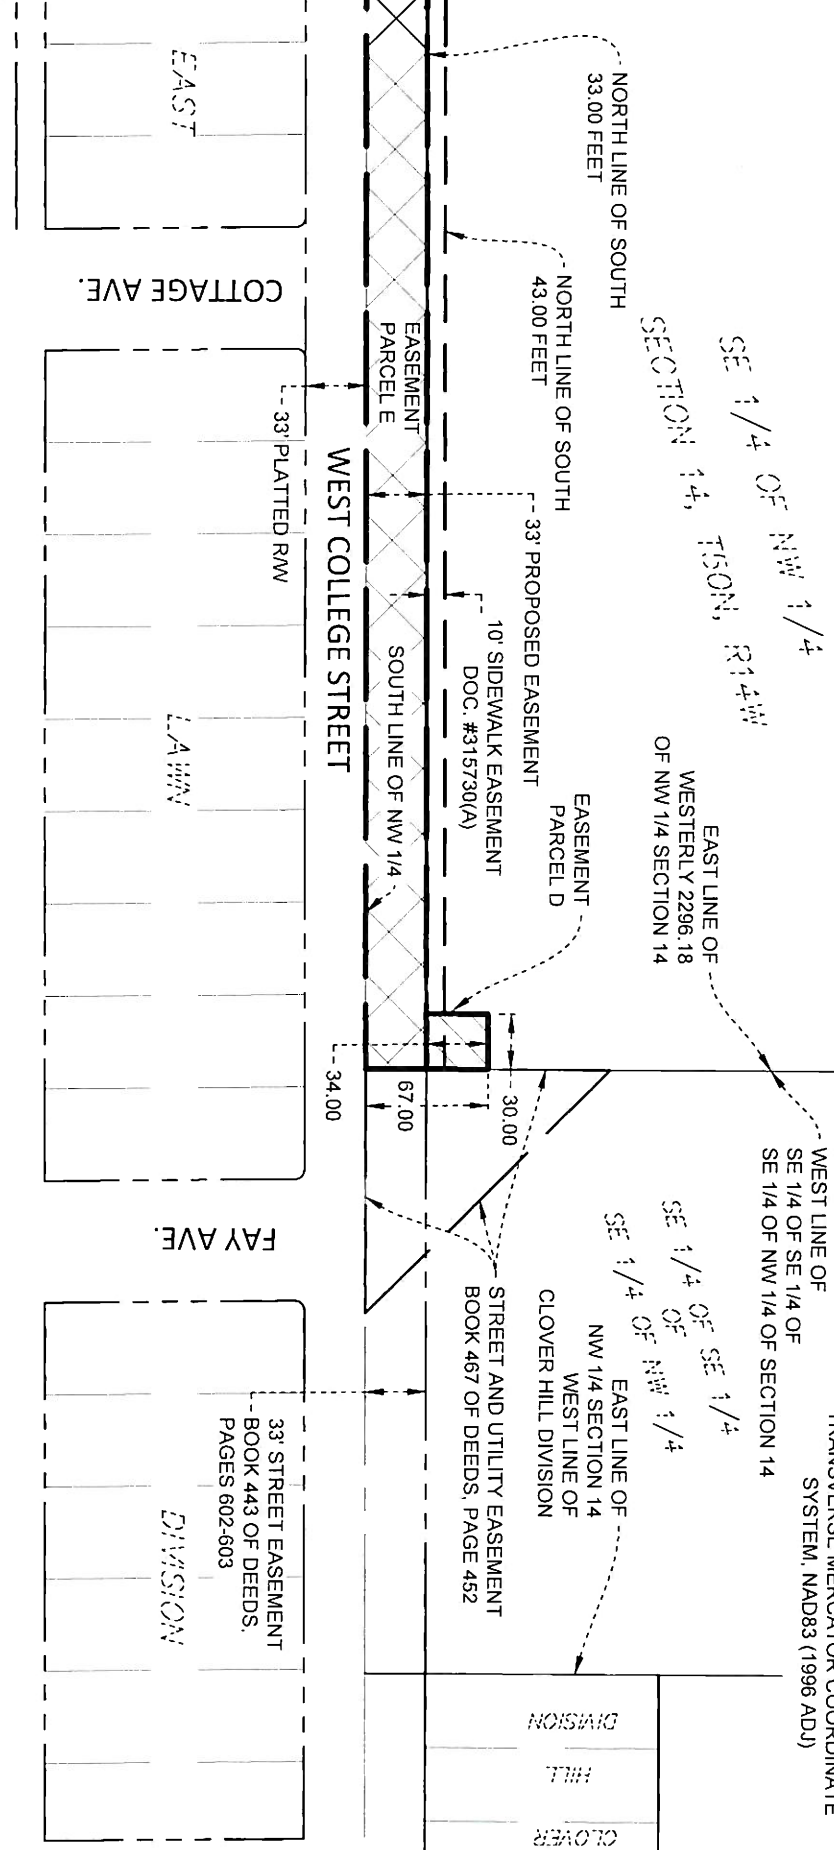 NORTH LINE OF SOUTH
33.00 FEET
NORTH LINE OF SOUTH
43.00 FEET
SE 1/4 OF NW 1/4
SECTION 14, T50N, R14W
EAST LINE OF
WESTERLY 2296.18
OF NW 1/4 SECTION 14
WEST LINE OF
SE 1/4 OF SE 1/4 OF
SE 1/4 OF NW 1/4 OF SECTION 14
TRANSVERSE MERCATOR COORDINATE
SYSTEM, NAD83 (1996 ADJ)
33' PROPOSED EASEMENT
10' SIDEWALK EASEMENT
DOC. #315730(A)
EASEMENT
PARCEL D
EASEMENT
PARCEL E
SOUTH LINE OF NW 1/4
30.00
67.00
34.00
SE 1/4 OF SE 1/4
OF
SE 1/4 OF NW 1/4
EAST LINE OF
NW 1/4 SECTION 14
WEST LINE OF
CLOVER HILL DIVISION
STREET AND UTILITY EASEMENT
BOOK 467 OF DEEDS, PAGE 452
WEST COLLEGE STREET
33' PLATTED R/W
33' STREET EASEMENT
BOOK 443 OF DEEDS,
PAGES 602-603
COTTAGE AVE.
FAY AVE.
EAST
LAWN
DIVISION
CLOVER
HILL
DIVISION